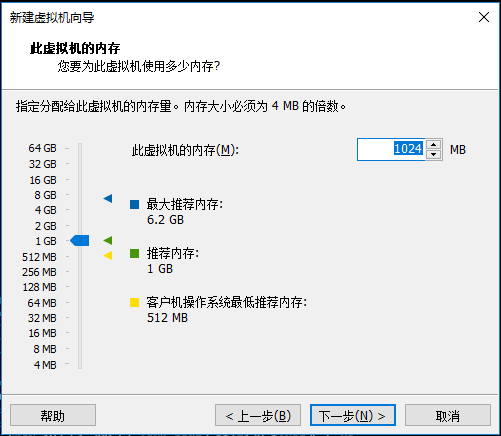 新建虚拟机向导
此虚拟机的内存
您要为此虚拟机使用多少内存?
指定分配给此虚拟机的内存量。内存大小必须为 4 MB 的倍数。
64 GB
32 GB
16 GB
8 GB
4 GB
2 GB
1 GB
512 MB
256 MB
128 MB
64 MB
32 MB
16 MB
8 MB
4 MB
此虚拟机的内存(M):
1024 MB
最大推荐内存:
6.2 GB
推荐内存:
1 GB
客户机操作系统最低推荐内存:
512 MB
帮助
< 上一步(B)
下一步(N) >
取消